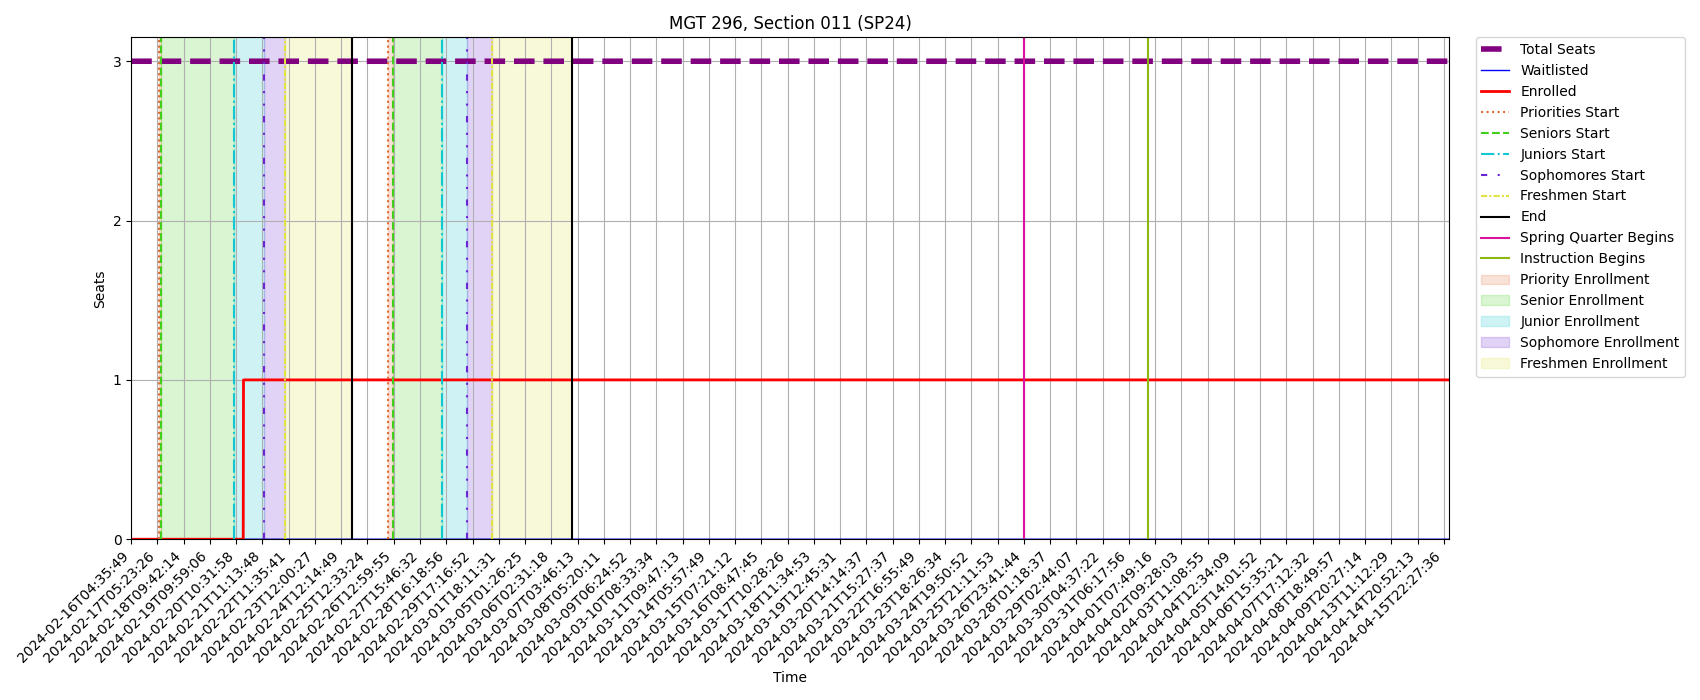 MGT 296, Section 011 (SP24)
Seats
3
2
1
0
2024-02-16T04:35:49
2024-02-17T05:23:26
2024-02-18T09:42:14
2024-02-19T09:59:06
2024-02-20T10:31:58
2024-02-21T11:13:48
2024-02-22T11:35:41
2024-02-23T12:00:27
2024-02-24T12:14:49
2024-02-25T12:33:24
2024-02-26T12:59:55
2024-02-27T15:46:32
2024-02-28T16:18:56
2024-02-29T17:16:52
2024-03-01T18:11:31
2024-03-05T01:26:25
2024-03-06T02:31:18
2024-03-07T03:46:13
2024-03-08T05:20:11
2024-03-09T06:24:52
2024-03-10T08:33:34
2024-03-11T09:47:13
2024-03-14T05:57:49
2024-03-15T07:21:12
2024-03-16T08:47:45
2024-03-17T10:28:26
2024-03-18T11:34:53
2024-03-19T12:45:31
2024-03-20T14:14:37
2024-03-21T15:27:37
2024-03-22T16:55:49
2024-03-23T18:26:34
2024-03-24T19:50:52
2024-03-25T21:11:53
2024-03-26T23:41:44
2024-03-28T01:18:37
2024-03-29T02:44:07
2024-03-30T04:37:22
2024-03-31T06:17:56
2024-04-01T07:49:16
2024-04-02T09:28:03
2024-04-03T11:08:55
2024-04-04T12:34:09
2024-04-05T14:01:52
2024-04-06T15:35:21
2024-04-07T17:12:32
2024-04-08T18:49:57
2024-04-09T20:27:14
2024-04-13T11:12:29
2024-04-14T20:52:13
2024-04-15T22:27:36
Time
Total Seats
Waitlisted
Enrolled
Priorities Start
Seniors Start
Juniors Start
Sophomores Start
Freshmen Start
End
Spring Quarter Begins
Instruction Begins
Priority Enrollment
Senior Enrollment
Junior Enrollment
Sophomore Enrollment
Freshmen Enrollment